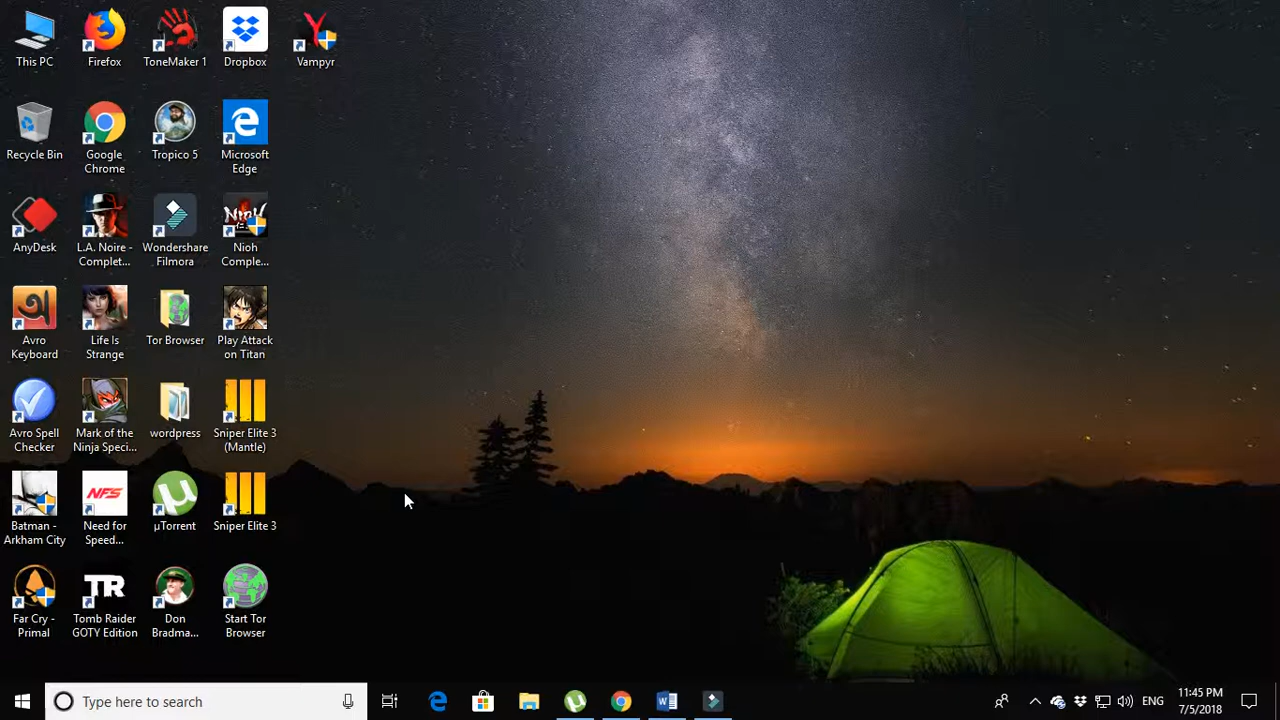 This PC
Firefox
ToneMaker 1
Dropbox
Vampyr
Recycle Bin
Google
Chrome
Tropico 5
Microsoft
Edge
AnyDesk
L.A. Noire -
Complet...
Wondershare
Filmora
NiOH
Nioh
Comple...
Avro
Keyboard
Life Is
Strange
Tor Browser
Play Attack
on Titan
Avro Spell
Checker
Mark of the
Ninja Speci...
wordpress
Sniper Elite 3
(Mantle)
Batman -
Arkham City
NFS
Need for
Speed...
µTorrent
Sniper Elite 3
Far Cry -
Primal
TR
Tomb Raider
GOTY Edition
Don
Bradma...
Start Tor
Browser
Type here to search
ENG
:45 PM
7/5/2018